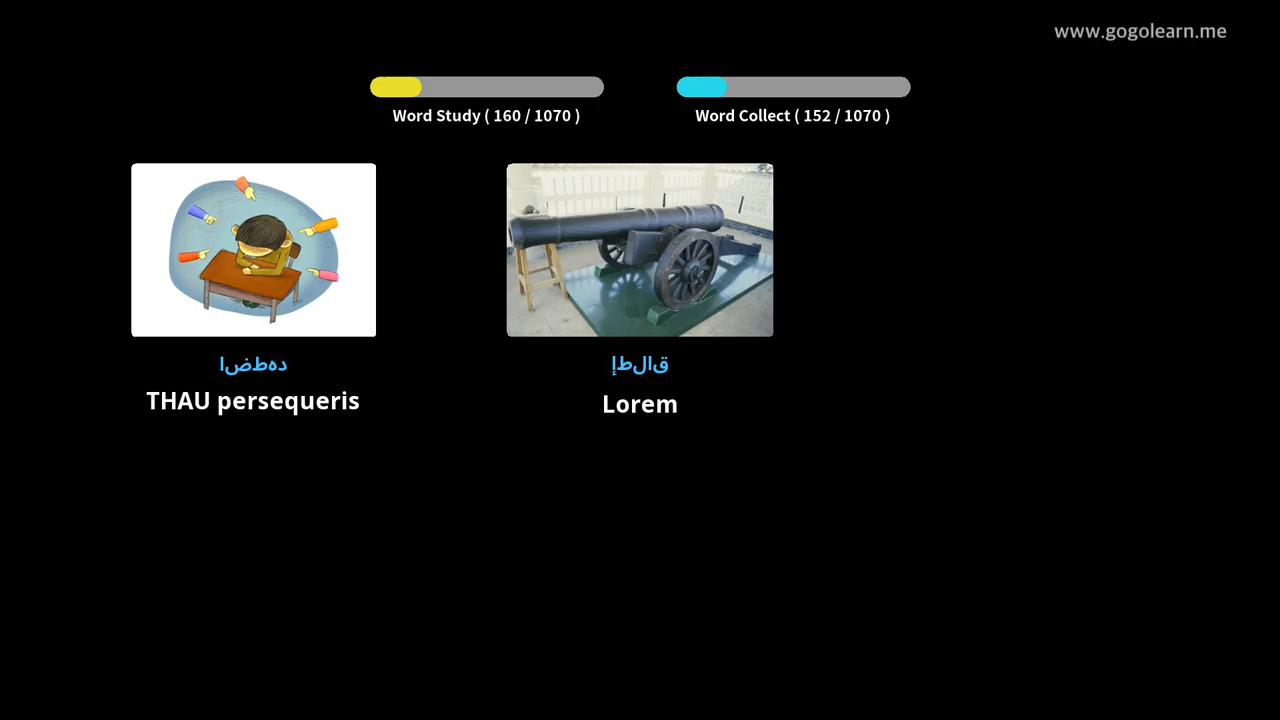 www.gogolearn.me
Word Study ( 160 / 1070 )
Word Collect ( 152 / 1070 )
دهطضا
THAU persequeris
قالطإ
Lorem